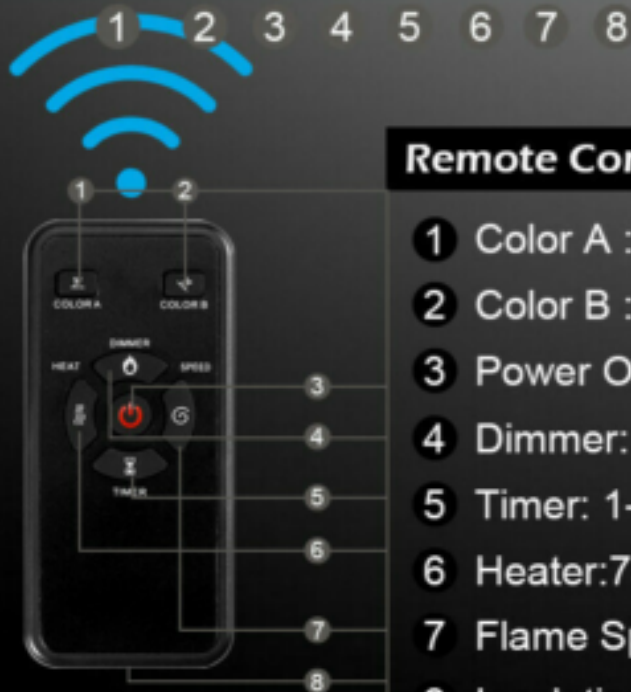 1 2 3 4 5 6 7 8
Remote Con
1 2
1 Color A :
COLOR A COLOR B
2 Color B :
DIMMER
HEAT SPEED
3
3 Power O
4
4 Dimmer:
TIMER
5
5 Timer: 1-
6
6 Heater:7
7
7 Flame Sp
8